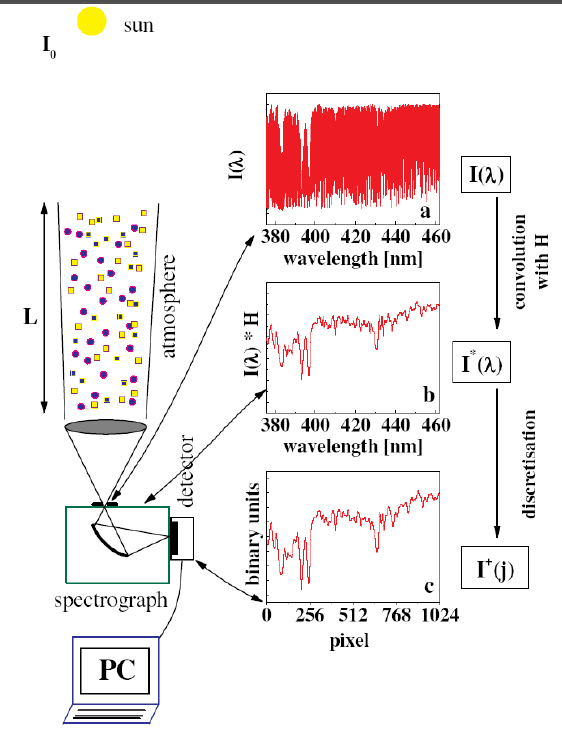 sun
I₀
I(λ)
a
380 400 420 440 460
wavelength [nm]
I(λ)
convolution
with H
L
atmosphere
I(λ) * H
b
380 400 420 440 460
wavelength [nm]
I*(λ)
discretisation
detector
binary units
c
0 256 512 768 1024
pixel
I⁺(j)
spectrograph
PC